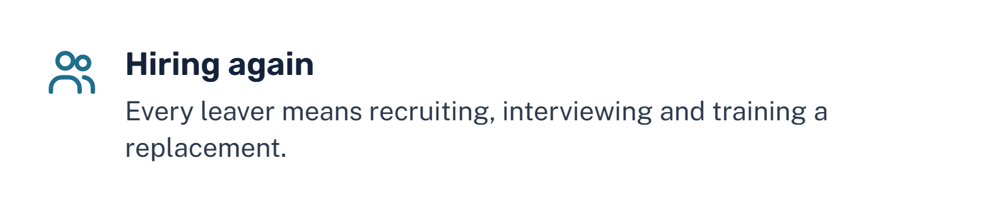 Hiring again
Every leaver means recruiting, interviewing and training a
replacement.